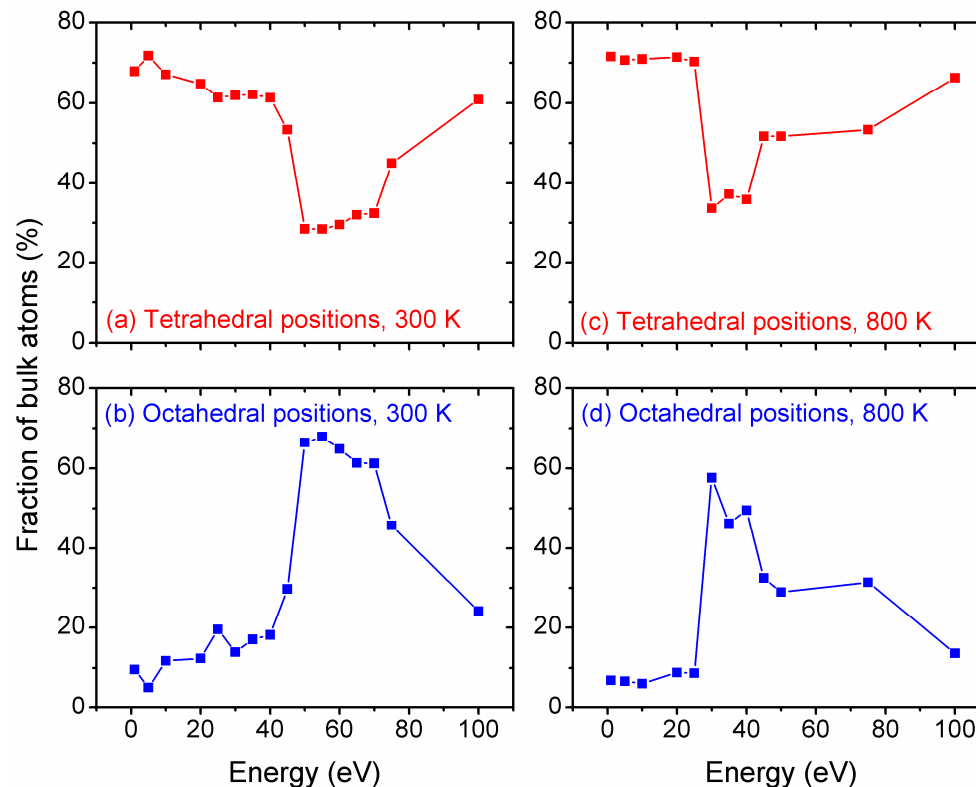 Fraction of bulk atoms (%)
80
60
40
20
0
(a) Tetrahedral positions, 300 K
80
60
40
20
0
(c) Tetrahedral positions, 800 K
80
60
40
20
0
(b) Octahedral positions, 300 K
0 20 40 60 80 100
Energy (eV)
80
60
40
20
0
(d) Octahedral positions, 800 K
0 20 40 60 80 100
Energy (eV)